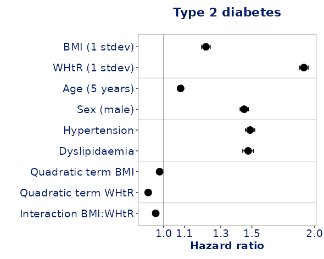 Type 2 diabetes
BMI (1 stdev)
WHtR (1 stdev)
Age (5 years)
Sex (male)
Hypertension
Dyslipidaemia
Quadratic term BMI
Quadratic term WHtR
Interaction BMI:WHtR
1.0 1.1 1.3 1.5 2.0
Hazard ratio